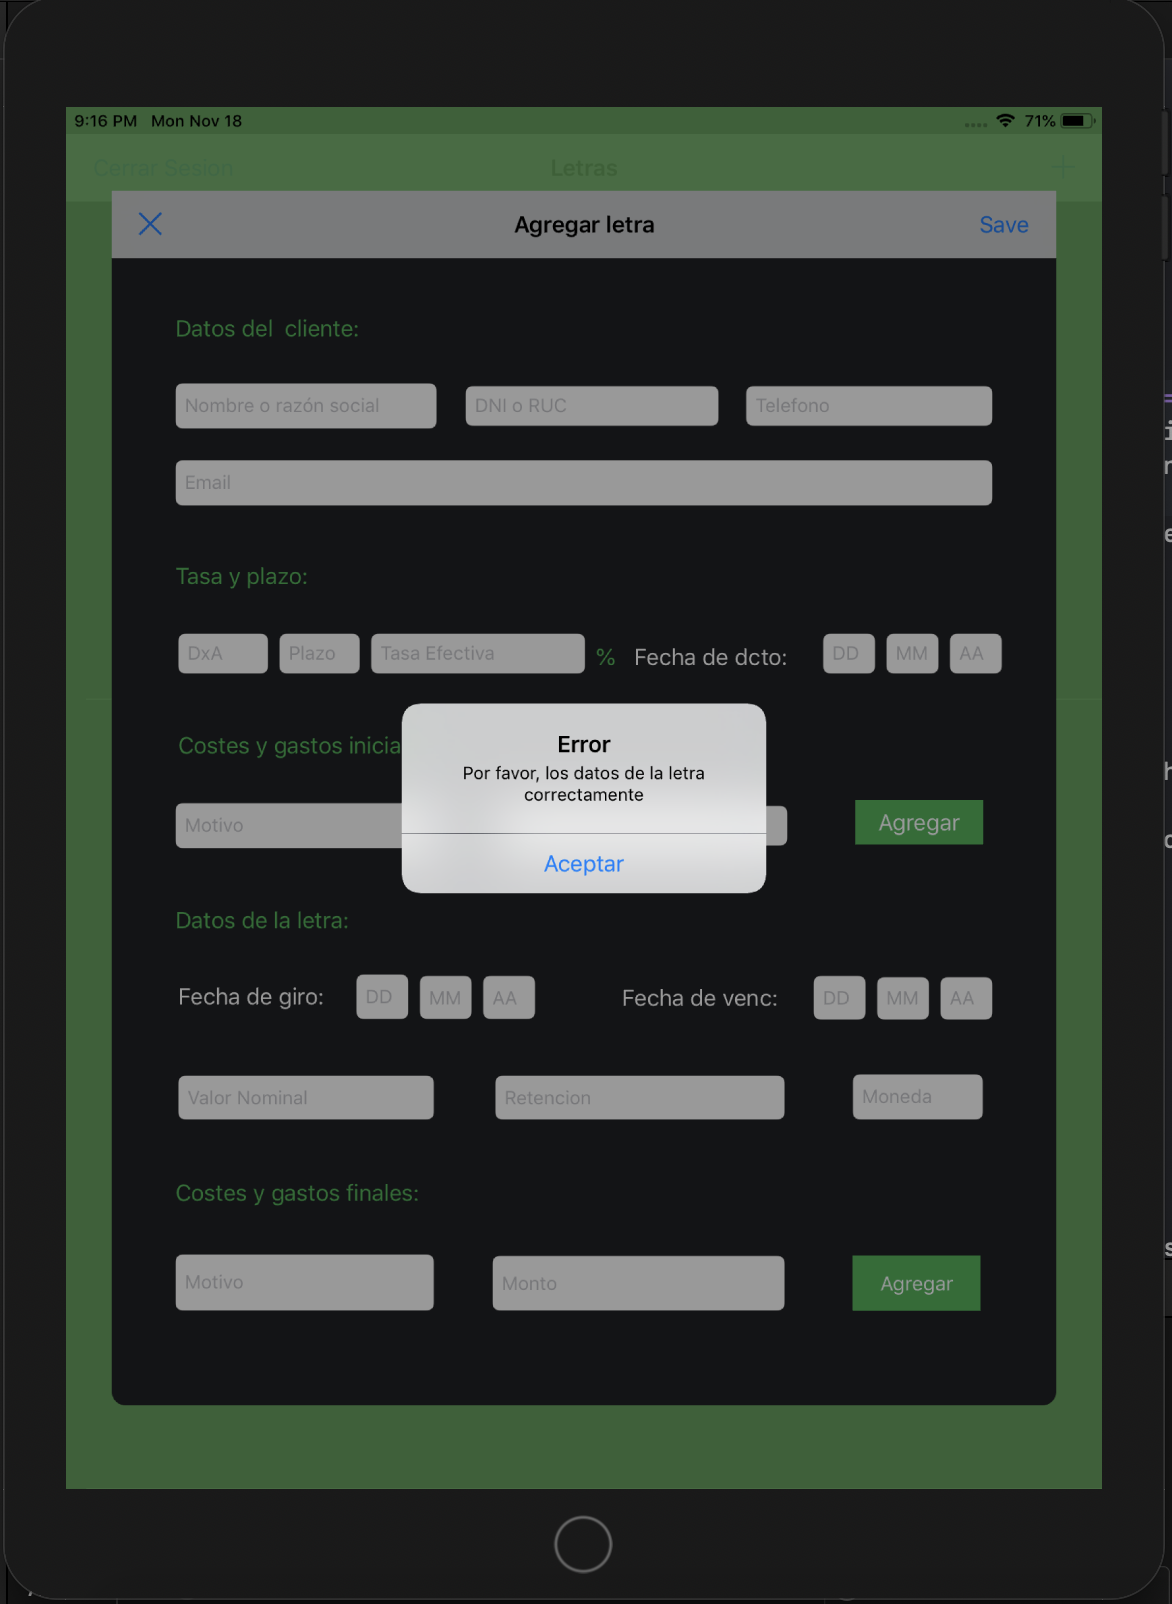 9:16 PM Mon Nov 18 71%
Cerrar Sesion Letras
Agregar letra Save
Datos del cliente:
Nombre o razón social DNI o RUC Telefono
Email
Tasa y plazo:
DxA Plazo Tasa Efectiva % Fecha de dcto: DD MM AA
Costes y gastos inicia
Error
Por favor, los datos de la letra
correctamente
Motivo Agregar
Aceptar
Datos de la letra:
Fecha de giro: DD MM AA Fecha de venc: DD MM AA
Valor Nominal Retencion Moneda
Costes y gastos finales:
Motivo Monto Agregar